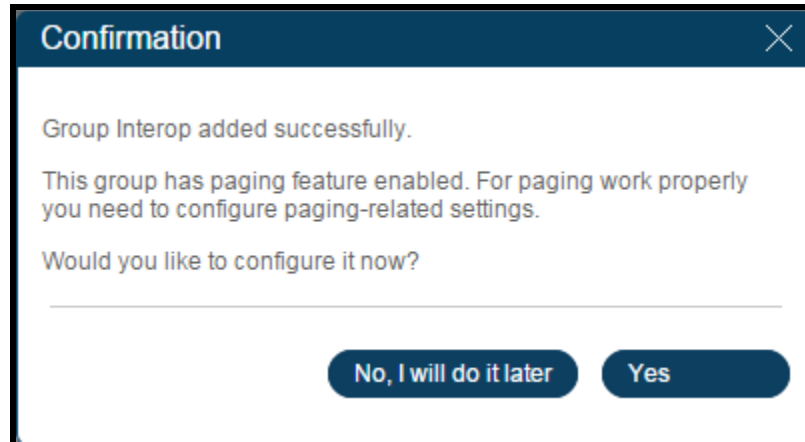 Confirmation
Group Interop added successfully.
This group has paging feature enabled. For paging work properly
you need to configure paging-related settings.
Would you like to configure it now?
No, I will do it later
Yes